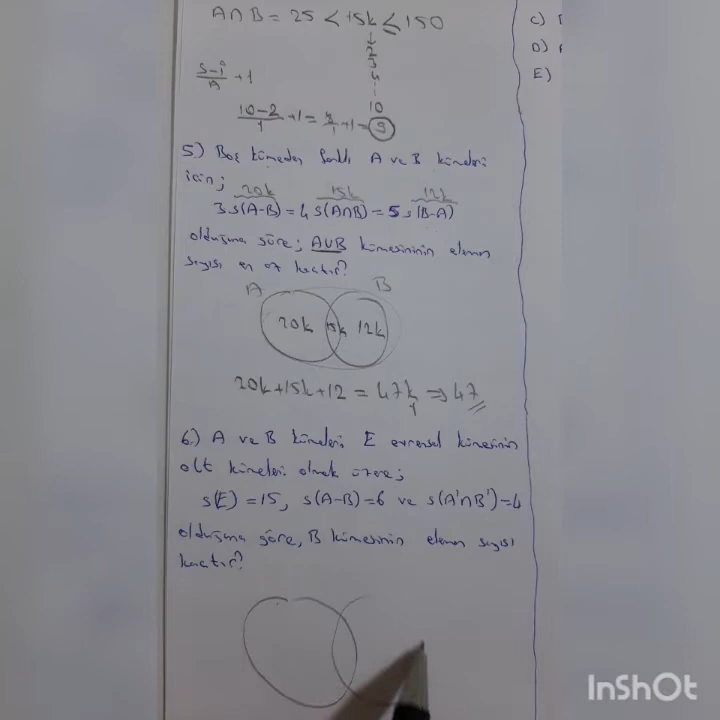 A∩B = 25 < 15k ≤ 150
↓
2
3
4
10
s-i/A +1
10-2/1 +1 = 8/1 +1 = 9
5.) Boş kümeden farklı A ve B kümeleri
için;
20k 15k 12k
3s(A-B) = 4s(A∩B) = 5s(B-A)
olduğuna göre; AUB kümesininin eleman
sayısı en az kaçtır?
A B
20k 15k 12k
20k+15k+12 = 47k ⇒ 47
1
6.) A ve B kümeleri E evrensel kümesinin
alt kümeleri olmak üzere;
s(E) = 15, s(A-B)=6 ve s(A'∩B')=4
olduğuna göre, B kümesinin eleman sayısı
kaçtır?
C)
D)
E)
InShOt